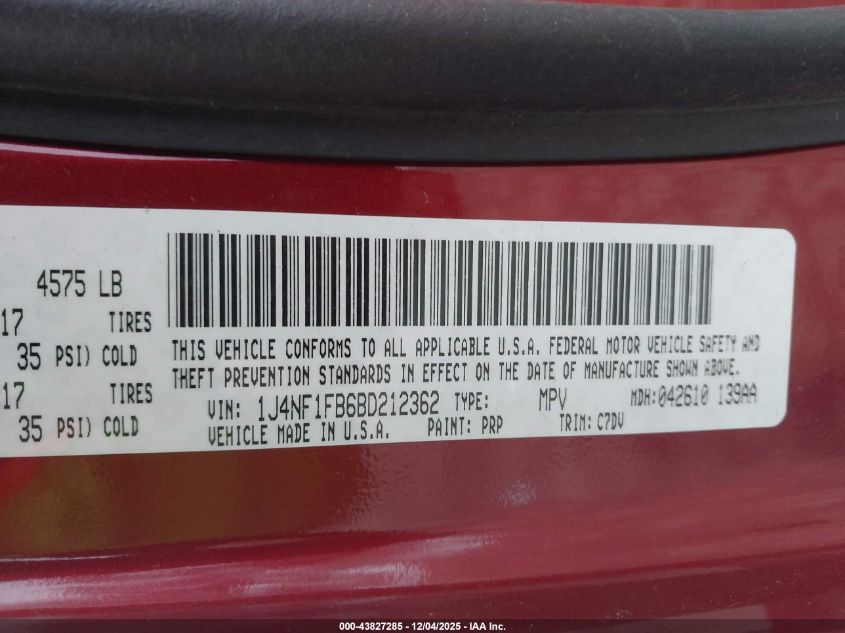 4575 LB
17 TIRES
35 PSI) COLD
17 TIRES
35 PSI) COLD
THIS VEHICLE CONFORMS TO ALL APPLICABLE U.S.A. FEDERAL MOTOR VEHICLE SAFETY AND
THEFT PREVENTION STANDARDS IN EFFECT ON THE DATE OF MANUFACTURE SHOWN ABOVE.
VIN: 1J4NF1FB6BD212362 TYPE: MPV MDH:042610 139AA
VEHICLE MADE IN U.S.A. PAINT: PRP TRIM: C7DV
000-43827285 - 12/04/2025 - IAA Inc.